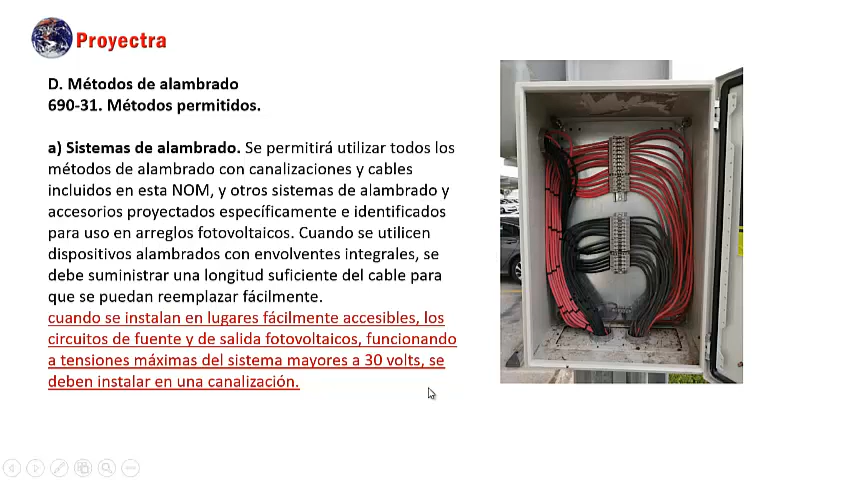 Proyectra
D. Métodos de alambrado
690-31. Métodos permitidos.
a) Sistemas de alambrado. Se permitirá utilizar todos los
métodos de alambrado con canalizaciones y cables
incluidos en esta NOM, y otros sistemas de alambrado y
accesorios proyectados específicamente e identificados
para uso en arreglos fotovoltaicos. Cuando se utilicen
dispositivos alambrados con envolventes integrales, se
debe suministrar una longitud suficiente del cable para
que se puedan reemplazar fácilmente.
cuando se instalan en lugares fácilmente accesibles, los
circuitos de fuente y de salida fotovoltaicos, funcionando
a tensiones máximas del sistema mayores a 30 volts, se
deben instalar en una canalización.